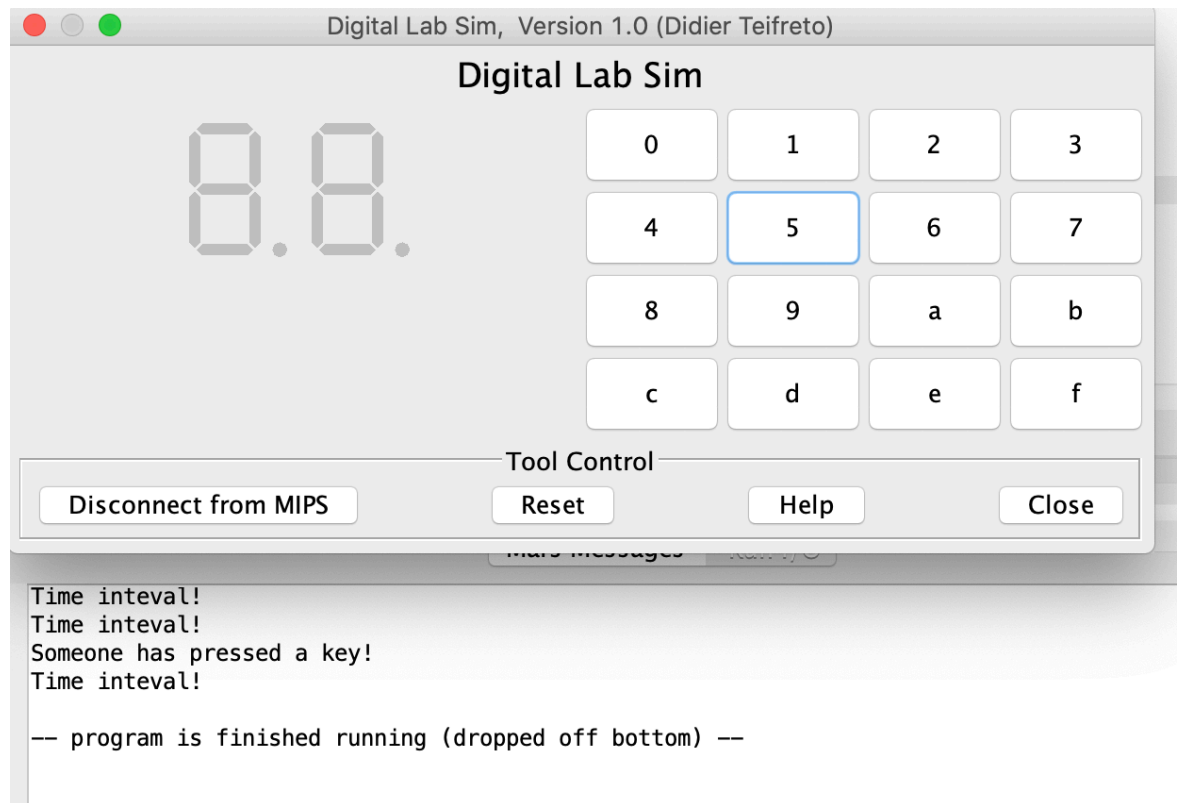 Digital Lab Sim, Version 1.0 (Didier Teifreto)
Digital Lab Sim
0 1 2 3
4 5 6 7
8 9 a b
c d e f
Tool Control
Disconnect from MIPS Reset Help Close
Mars Messages
Time inteval!
Time inteval!
Someone has pressed a key!
Time inteval!
-- program is finished running (dropped off bottom) --